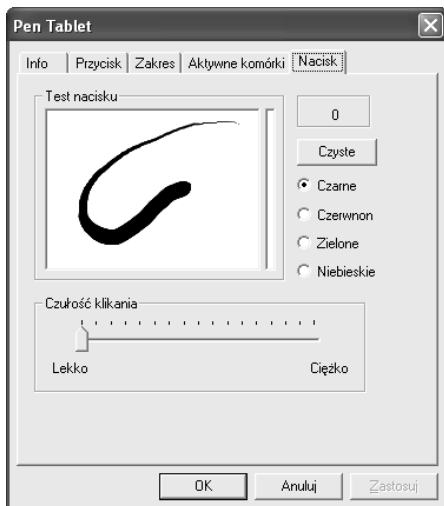 Pen Tablet
Info Przycisk Zakres Aktywne komórki Nacisk
Test nacisku
0
Czyste
Czarne
Czerwnon
Zielone
Niebieskie
Czułość klikania
Lekko Ciężko
OK Anuluj Zastosuj